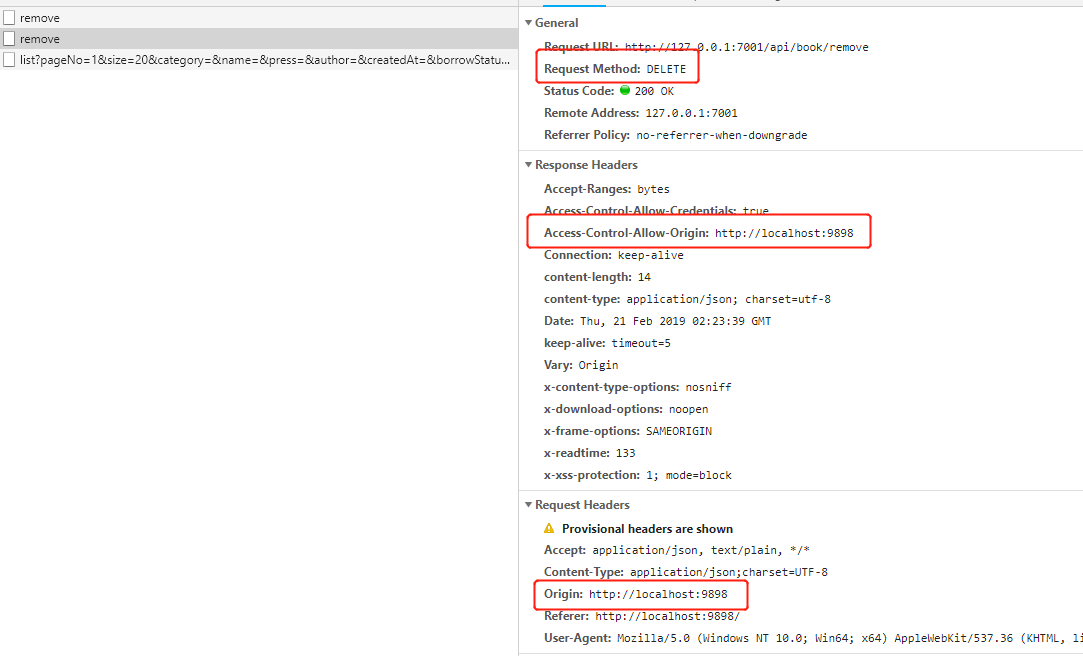 remove
remove
list?pageNo=1&size=20&category=&name=&press=&author=&createdAt=&borrowStatu...
General
Request URL: http://127.0.0.1:7001/api/book/remove
Request Method: DELETE
Status Code: 200 OK
Remote Address: 127.0.0.1:7001
Referrer Policy: no-referrer-when-downgrade
Response Headers
Accept-Ranges: bytes
Access-Control-Allow-Credentials: true
Access-Control-Allow-Origin: http://localhost:9898
Connection: keep-alive
content-length: 14
content-type: application/json; charset=utf-8
Date: Thu, 21 Feb 2019 02:23:39 GMT
keep-alive: timeout=5
Vary: Origin
x-content-type-options: nosniff
x-download-options: noopen
x-frame-options: SAMEORIGIN
x-readtime: 133
x-xss-protection: 1; mode=block
Request Headers
Provisional headers are shown
Accept: application/json, text/plain, */*
Content-Type: application/json;charset=UTF-8
Origin: http://localhost:9898
Referer: http://localhost:9898/
User-Agent: Mozilla/5.0 (Windows NT 10.0; Win64; x64) AppleWebKit/537.36 (KHTML, li